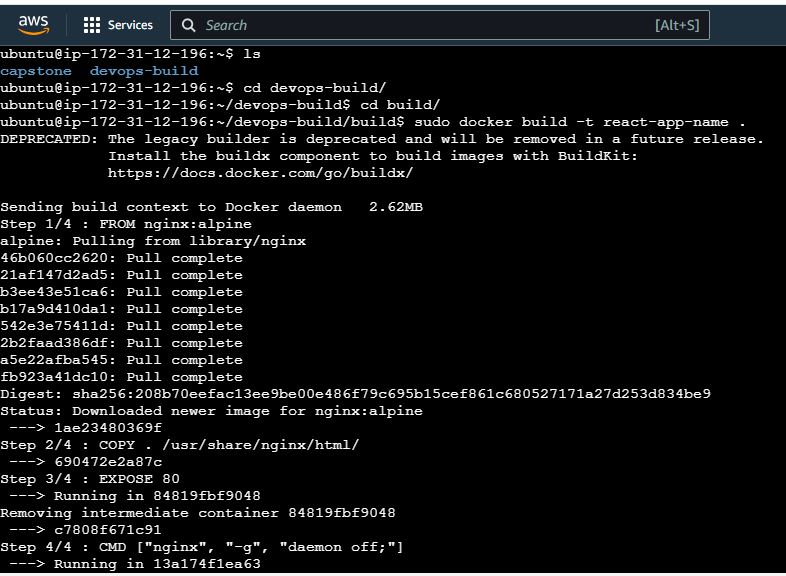 aws
Services
Search
[Alt+S]
ubuntu@ip-172-31-12-196:~$ ls
capstone  devops-build
ubuntu@ip-172-31-12-196:~$ cd devops-build/
ubuntu@ip-172-31-12-196:~/devops-build$ cd build/
ubuntu@ip-172-31-12-196:~/devops-build/build$ sudo docker build -t react-app-name .
DEPRECATED: The legacy builder is deprecated and will be removed in a future release.
            Install the buildx component to build images with BuildKit:
            https://docs.docker.com/go/buildx/
Sending build context to Docker daemon   2.62MB
Step 1/4 : FROM nginx:alpine
alpine: Pulling from library/nginx
46b060cc2620: Pull complete
21af147d2ad5: Pull complete
b3ee43e51ca6: Pull complete
b17a9d410da1: Pull complete
542e3e75411d: Pull complete
2b2faad386df: Pull complete
a5e22afba545: Pull complete
fb923a41dc10: Pull complete
Digest: sha256:208b70eefac13ee9be00e486f79c695b15cef861c680527171a27d253d834be9
Status: Downloaded newer image for nginx:alpine
 ---> 1ae23480369f
Step 2/4 : COPY . /usr/share/nginx/html/
 ---> 690472e2a87c
Step 3/4 : EXPOSE 80
 ---> Running in 84819fbf9048
Removing intermediate container 84819fbf9048
 ---> c7808f671c91
Step 4/4 : CMD ["nginx", "-g", "daemon off;"]
 ---> Running in 13a174f1ea63